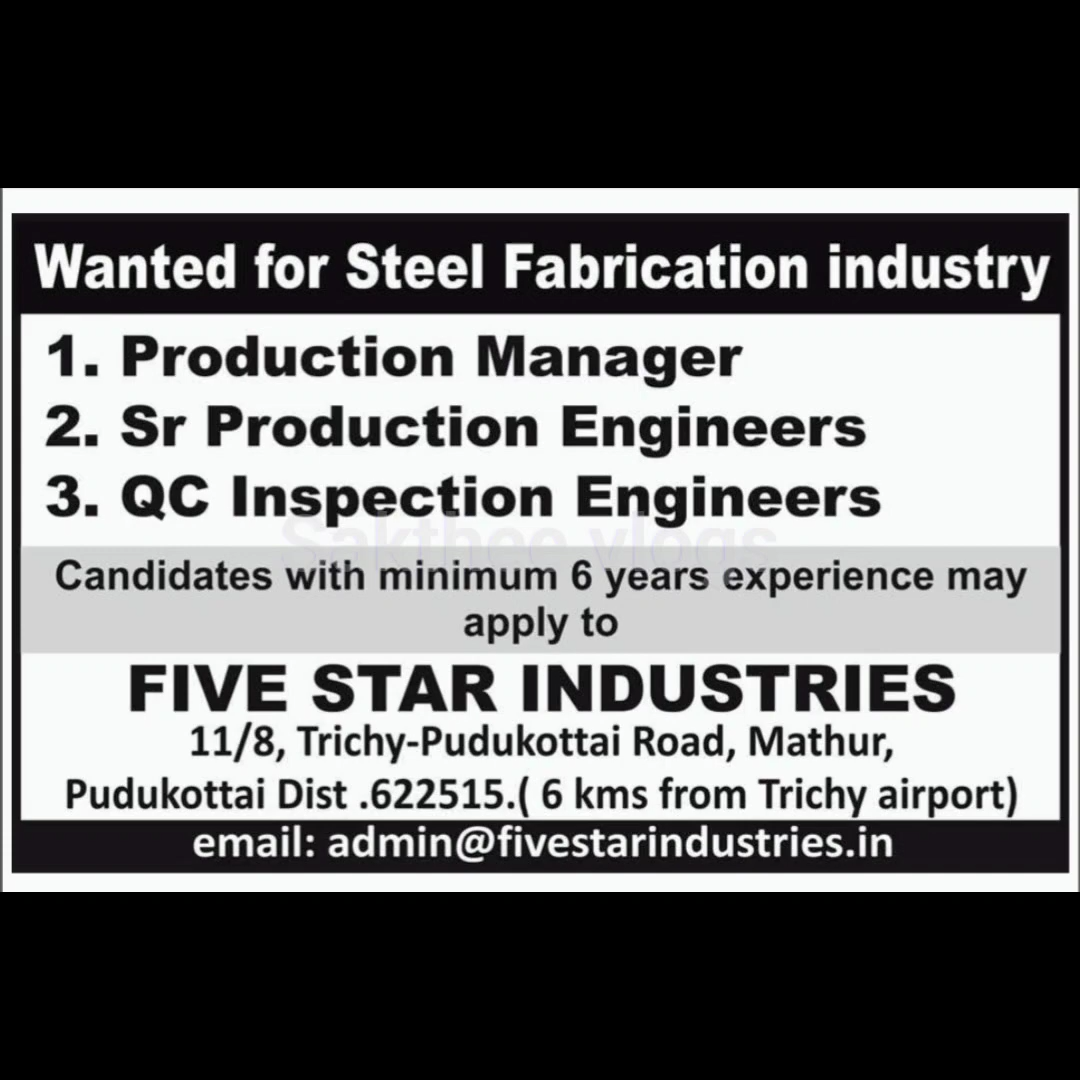 Wanted for Steel Fabrication industry
1. Production Manager
2. Sr Production Engineers
3. QC Inspection Engineers
Sakthee vlogs
Candidates with minimum 6 years experience may
apply to
FIVE STAR INDUSTRIES
11/8, Trichy-Pudukottai Road, Mathur,
Pudukottai Dist .622515.( 6 kms from Trichy airport)
email: admin@fivestarindustries.in